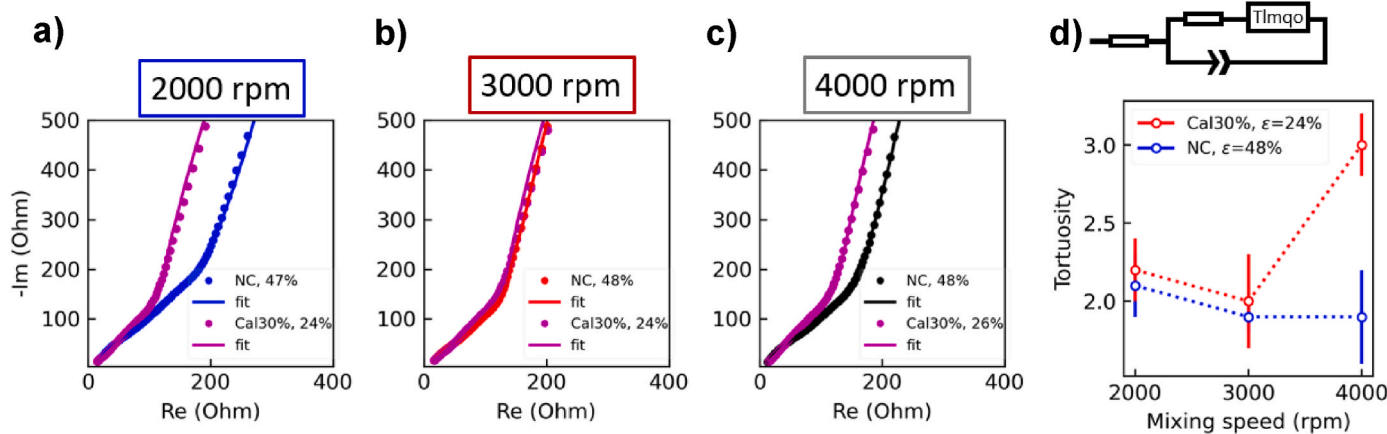 a)
2000 rpm
-Im (Ohm)
500
400
300
200
100
0
200
400
Re (Ohm)
NC, 47%
fit
Cal30%, 24%
fit
b)
3000 rpm
500
400
300
200
100
0
200
400
Re (Ohm)
NC, 48%
fit
Cal30%, 24%
fit
c)
4000 rpm
500
400
300
200
100
0
200
400
Re (Ohm)
NC, 48%
fit
Cal30%, 26%
fit
d)
Tlmqo
Cal30%, ε=24%
NC, ε=48%
Tortuosity
3.0
2.5
2.0
2000
3000
4000
Mixing speed (rpm)